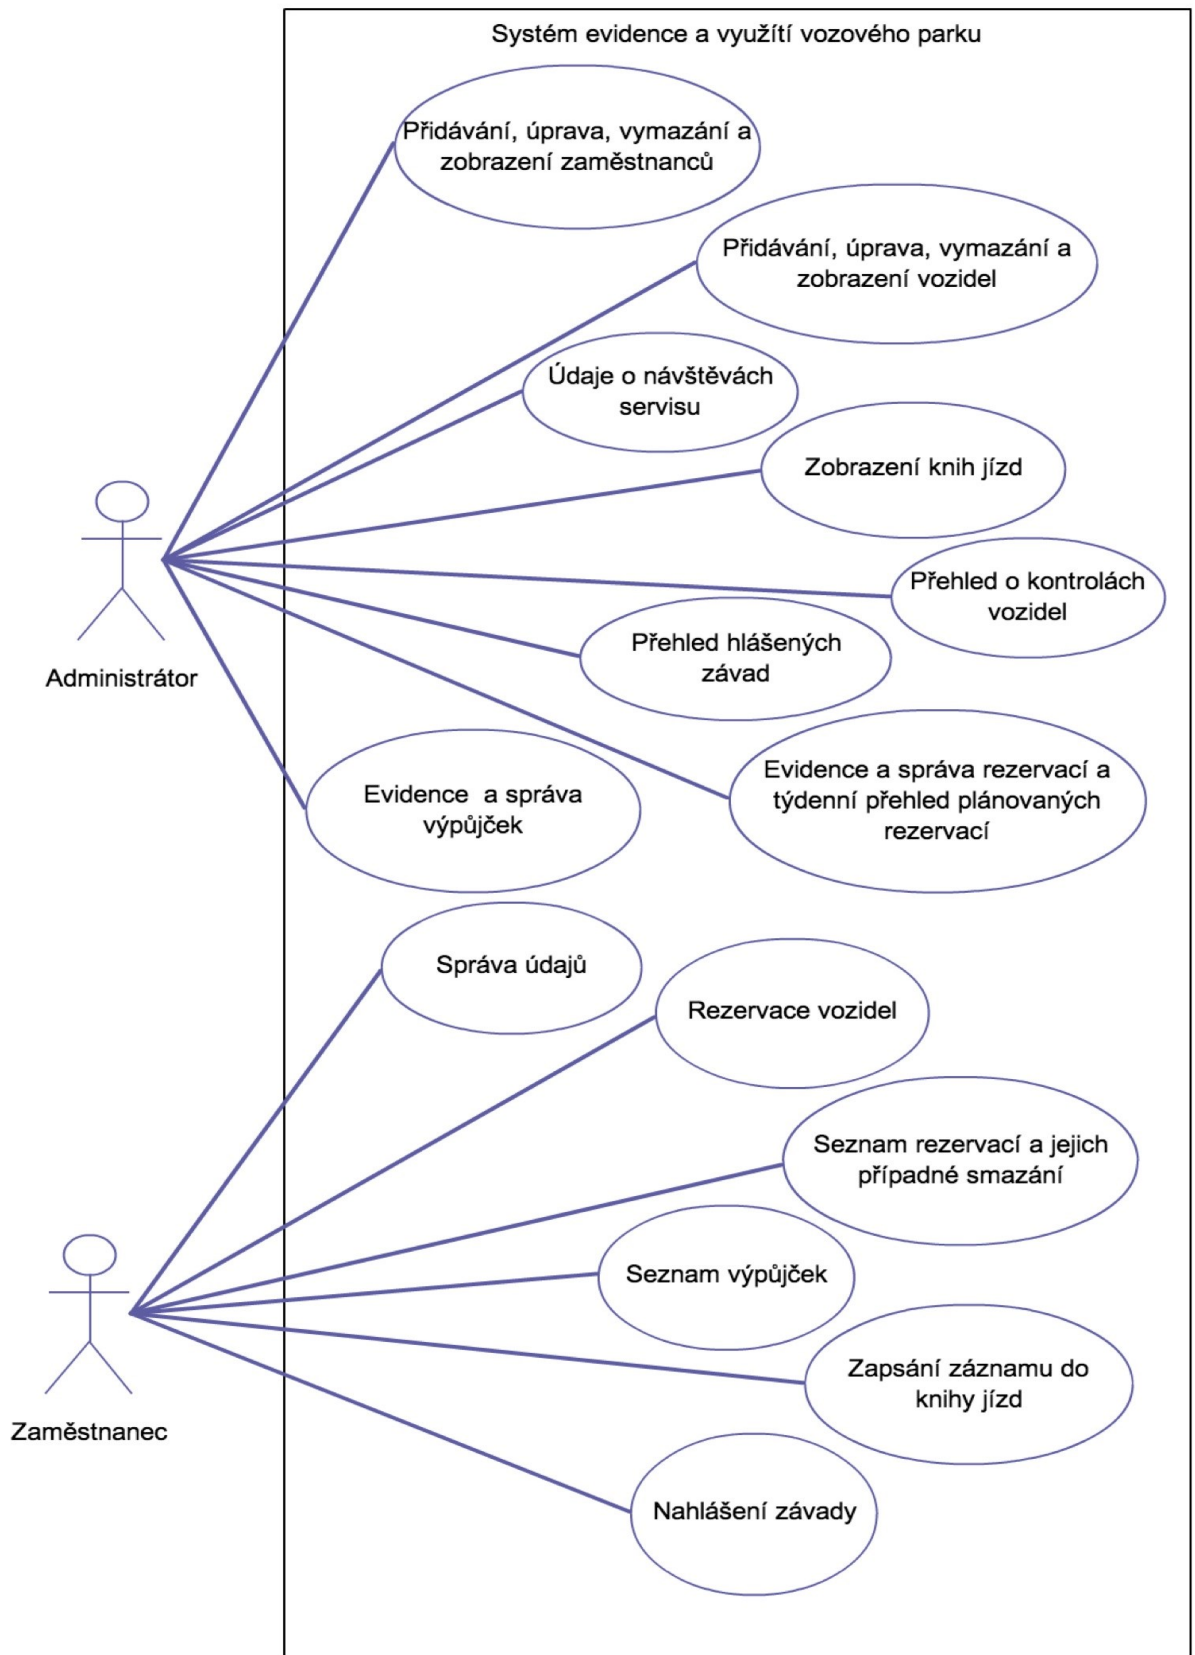 Systém evidence a využítí vozového parku
Přidávání, úprava, vymazání a
zobrazení zaměstnanců
Přidávání, úprava, vymazání a
zobrazení vozidel
Údaje o návštěvách
servisu
Zobrazení knih jízd
Přehled o kontrolách
vozidel
Přehled hlášených
závad
Administrátor
Evidence a správa rezervací a
týdenní přehled plánovaných
rezervací
Evidence a správa
výpůjček
Správa údajů
Rezervace vozidel
Seznam rezervací a jejich
případné smazání
Seznam výpůjček
Zapsání záznamu do
knihy jízd
Zaměstnanec
Nahlášení závady